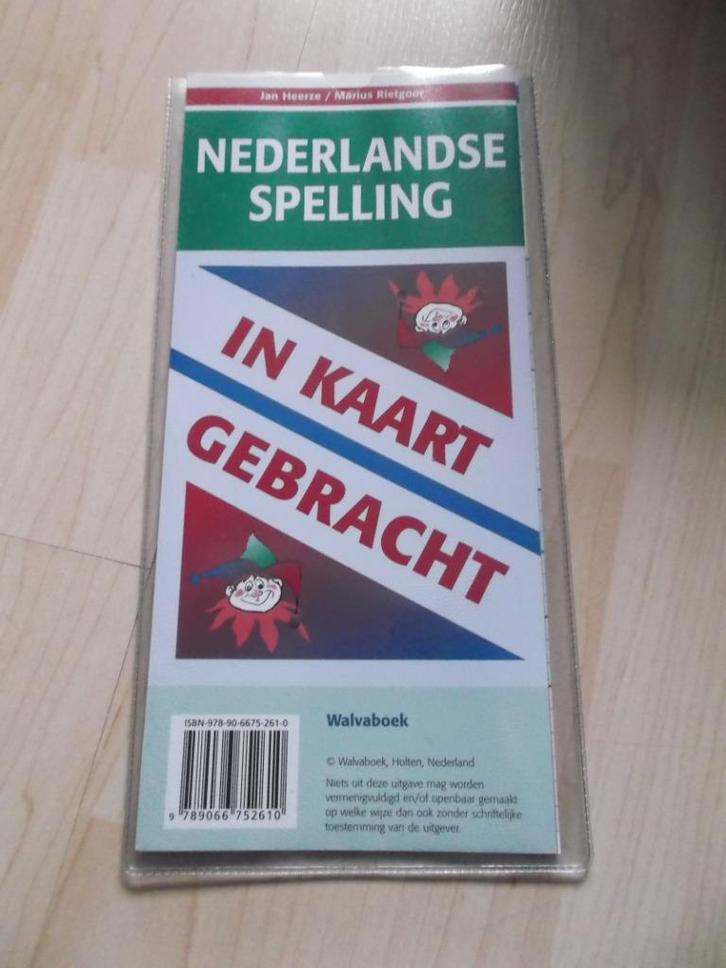 Jan Heerze / Marius Rietgoor
NEDERLANDSE
SPELLING
IN KAART
GEBRACHT
ISBN-978-90-6675-261-0
9 789066 752610
Walvaboek
© Walvaboek, Holten, Nederland
Niets uit deze uitgave mag worden
vermenigvuldigd en/of openbaar gemaakt
op welke wijze dan ook zonder schriftelijke
toestemming van de uitgever.